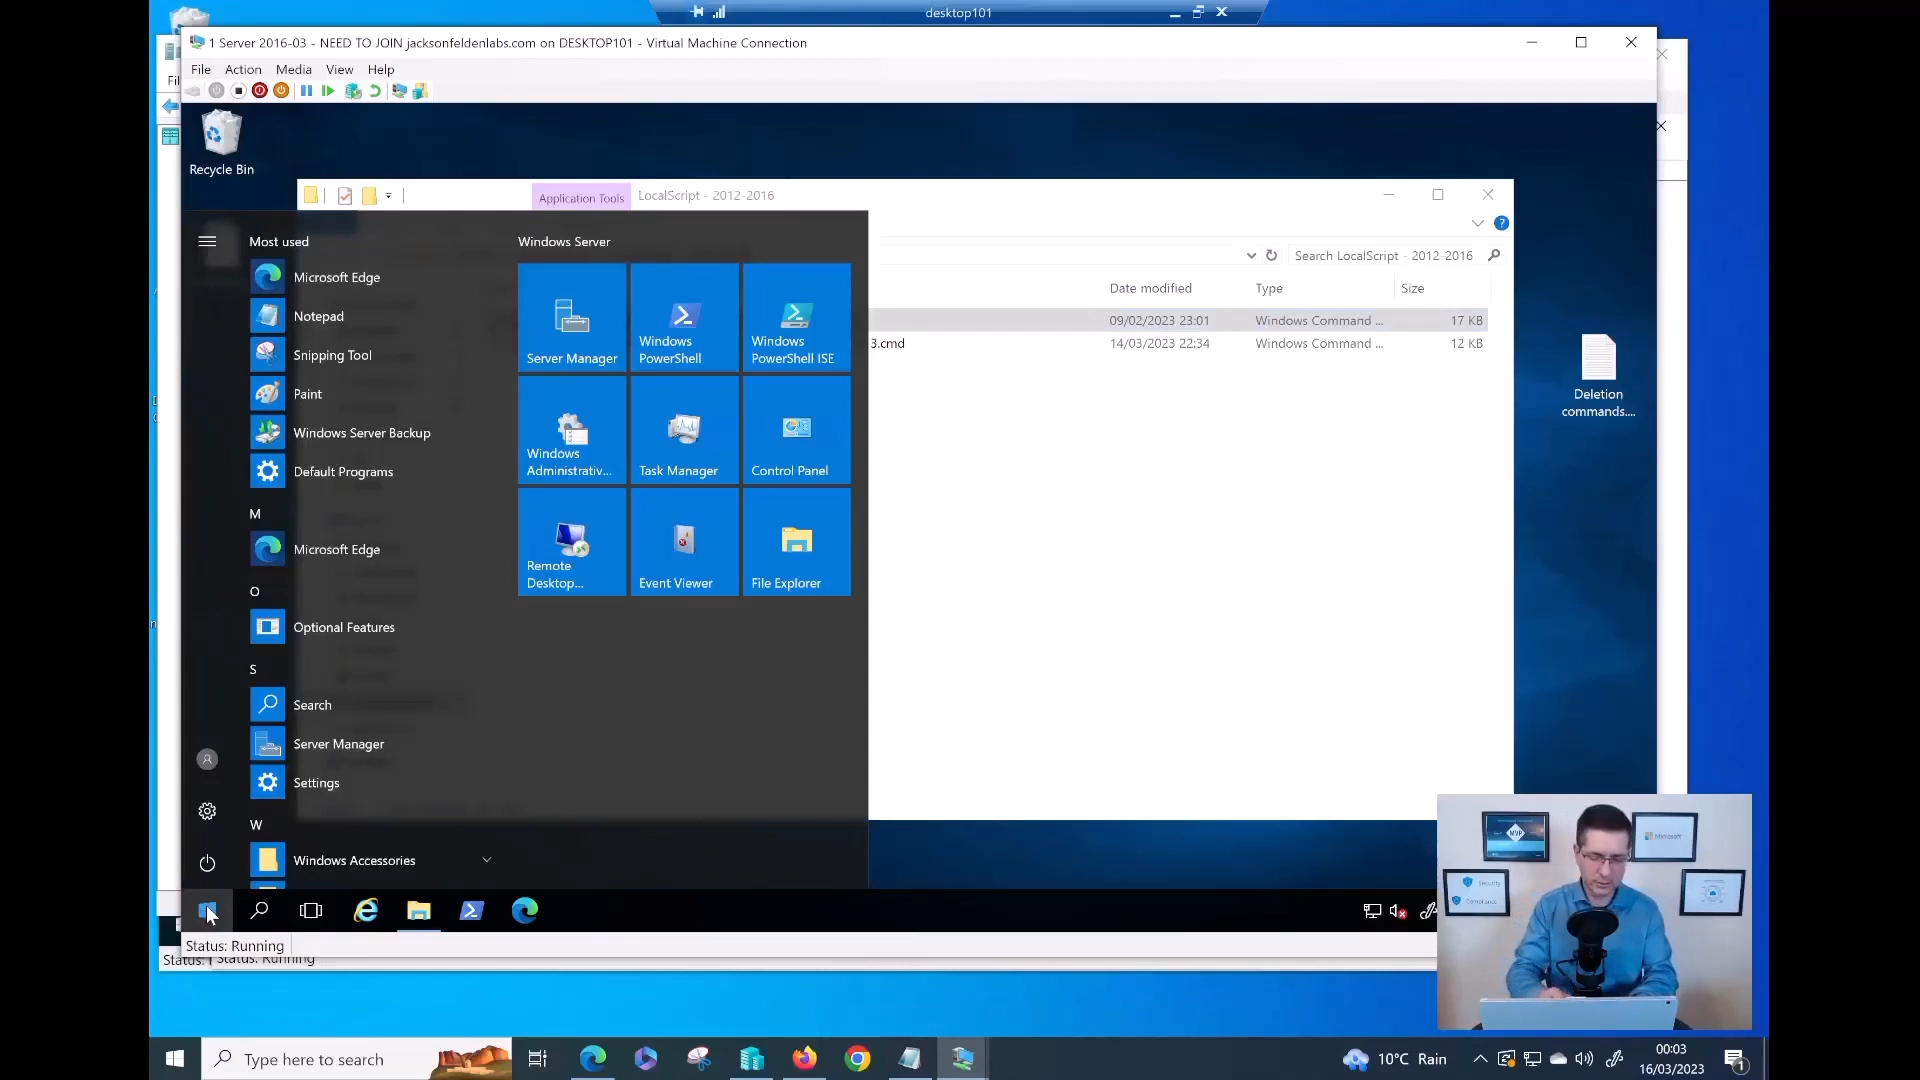 desktop101
1 Server 2016-03 - NEED TO JOIN jacksonfeldenlabs.com on DESKTOP101 - Virtual Machine Connection
File Action Media View Help
Recycle Bin
Application Tools
LocalScript - 2012-2016
Search LocalScript - 2012-2016
Date modified
Type
Size
09/02/2023 23:01
Windows Command ...
17 KB
3.cmd
14/03/2023 22:34
Windows Command ...
12 KB
Deletion
commands....
Most used
Microsoft Edge
Notepad
Snipping Tool
Paint
Windows Server Backup
Default Programs
M
Microsoft Edge
O
Optional Features
S
Search
Server Manager
Settings
W
Windows Accessories
Windows Server
Server Manager
Windows
PowerShell
Windows
PowerShell ISE
Windows
Administrativ...
Task Manager
Control Panel
Remote
Desktop...
Event Viewer
File Explorer
Status: Running
Status:
Status: Running
MVP
Microsoft
Security
Compliance
Type here to search
10°C Rain
00:03
16/03/2023
1